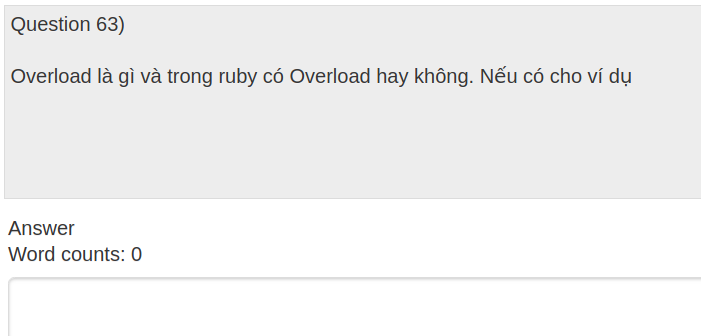 Question 63)
Overload là gì và trong ruby có Overload hay không. Nếu có cho ví dụ
Answer
Word counts: 0